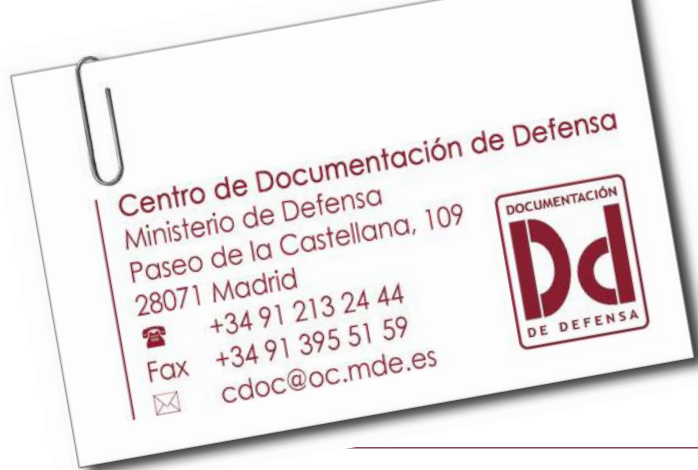 Centro de Documentación de Defensa
Ministerio de Defensa
Paseo de la Castellana, 109
28071 Madrid
+34 91 213 24 44
Fax +34 91 395 51 59
cdoc@oc.mde.es
DOCUMENTACIÓN
Dd
DE DEFENSA